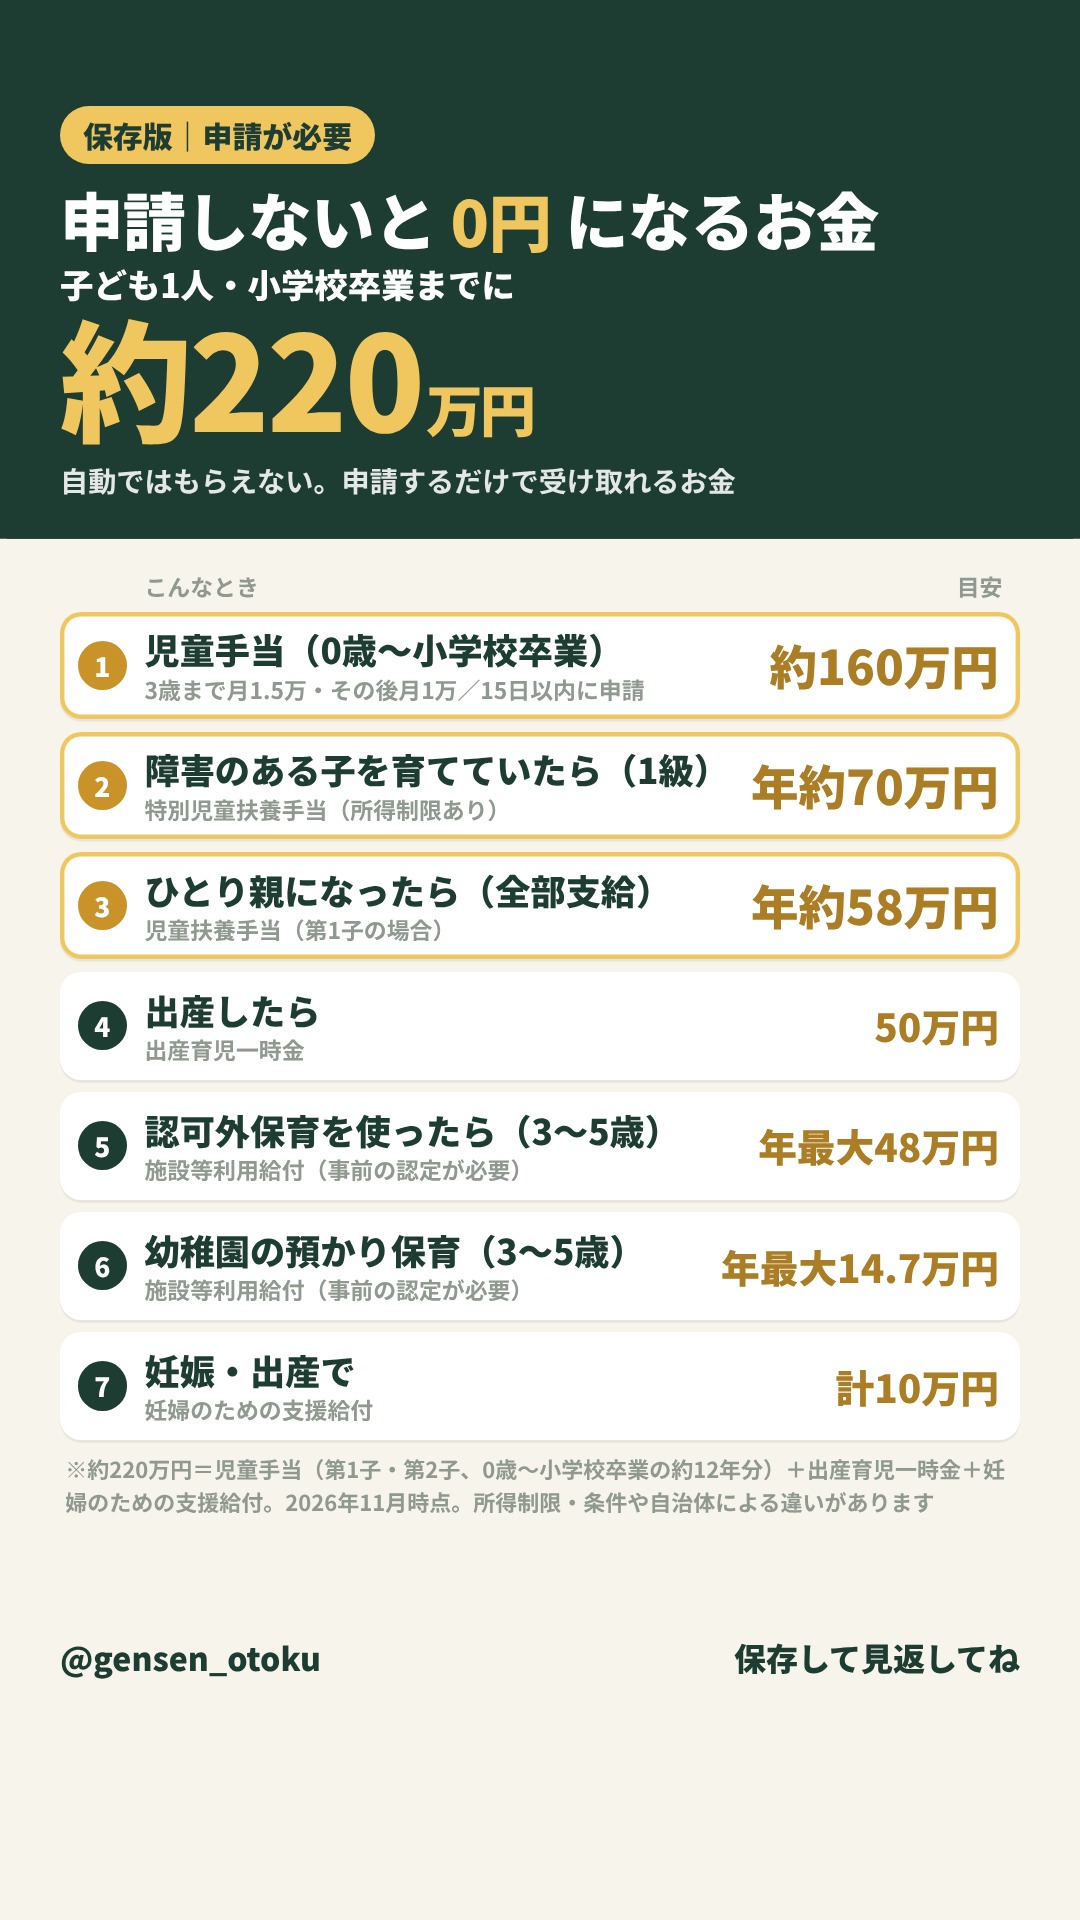 保存版｜申請が必要
申請しないと 0円 になるお金
子ども1人・小学校卒業までに
約220万円
自動ではもらえない。申請するだけで受け取れるお金
こんなとき 目安
1 児童手当（0歳〜小学校卒業） 約160万円
3歳まで月1.5万・その後月1万／15日以内に申請
2 障害のある子を育てていたら（1級） 年約70万円
特別児童扶養手当（所得制限あり）
3 ひとり親になったら（全部支給） 年約58万円
児童扶養手当（第1子の場合）
4 出産したら 50万円
出産育児一時金
5 認可外保育を使ったら（3〜5歳） 年最大48万円
施設等利用給付（事前の認定が必要）
6 幼稚園の預かり保育（3〜5歳） 年最大14.7万円
施設等利用給付（事前の認定が必要）
7 妊娠・出産で 計10万円
妊婦のための支援給付
※約220万円＝児童手当（第1子・第2子、0歳〜小学校卒業の約12年分）＋出産育児一時金＋妊
婦のための支援給付。2026年11月時点。所得制限・条件や自治体による違いがあります
@gensen_otoku 保存して見返してね